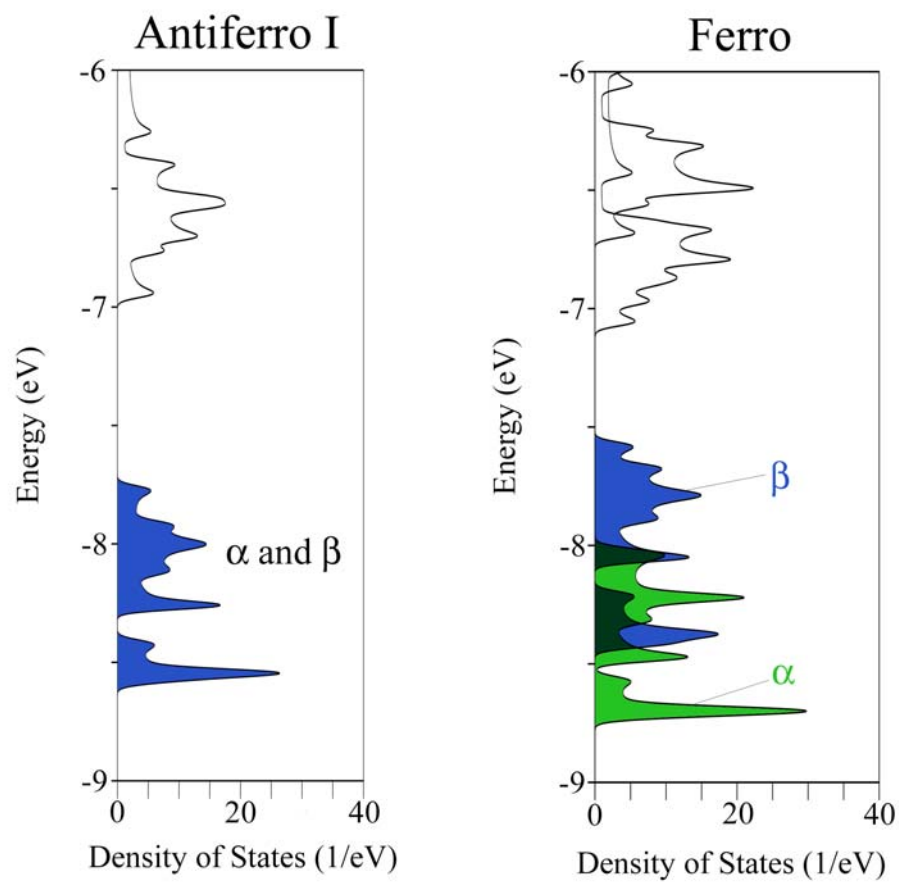 Antiferro I
-6
-7
-8
-9
Energy (eV)
α and β
0 20 40
Density of States (1/eV)
Ferro
-6
-7
-8
-9
Energy (eV)
β
α
0 20 40
Density of States (1/eV)